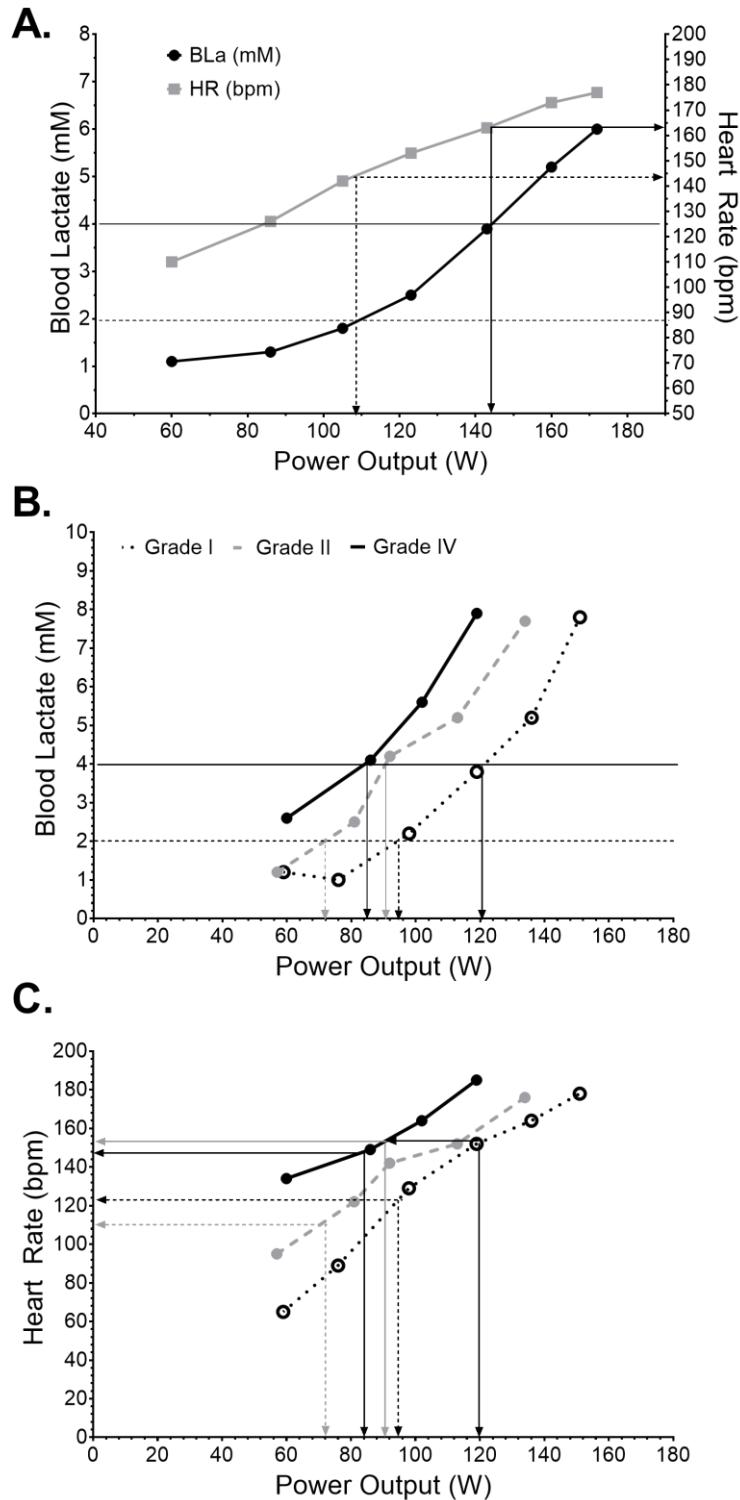 A.
BLa (mM)
HR (bpm)
Blood Lactate (mM)
8
7
6
5
4
3
2
1
0
40 60 80 100 120 140 160 180
Power Output (W)
200
190
180
170
160
150
140
130
120
110
100
90
80
70
60
50
Heart Rate (bpm)
B.
Grade I Grade II Grade IV
Blood Lactate (mM)
10
9
8
7
6
5
4
3
2
1
0
0 20 40 60 80 100 120 140 160 180
Power Output (W)
C.
Heart Rate (bpm)
200
180
160
140
120
100
80
60
40
20
0
0 20 40 60 80 100 120 140 160 180
Power Output (W)